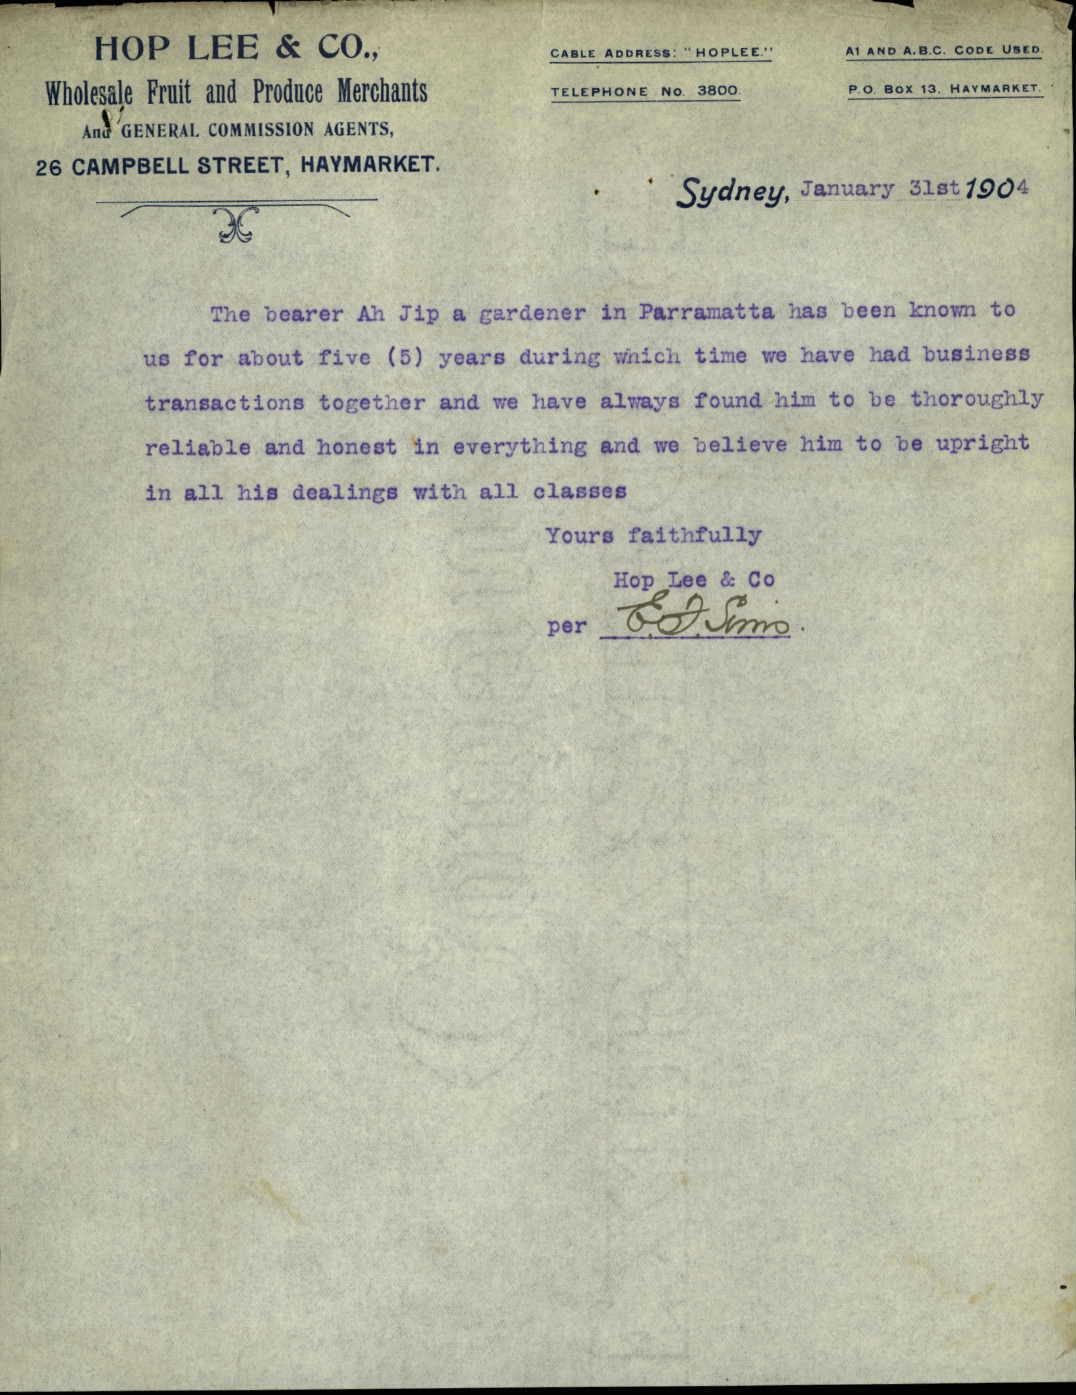 HOP LEE & CO.,
Wholesale Fruit and Produce Merchants
And GENERAL COMMISSION AGENTS,
26 CAMPBELL STREET, HAYMARKET.
CABLE ADDRESS: "HOPLEE."
TELEPHONE No. 3800.
A1 AND A.B.C. CODE USED.
P.O. BOX 13, HAYMARKET.
Sydney, January 31st 1904
The bearer Ah Jip a gardener in Parramatta has been known to
us for about five (5) years during which time we have had business
transactions together and we have always found him to be thoroughly
reliable and honest in everything and we believe him to be upright
in all his dealings with all classes
Yours faithfully
Hop Lee & Co
per E. J. Sims.